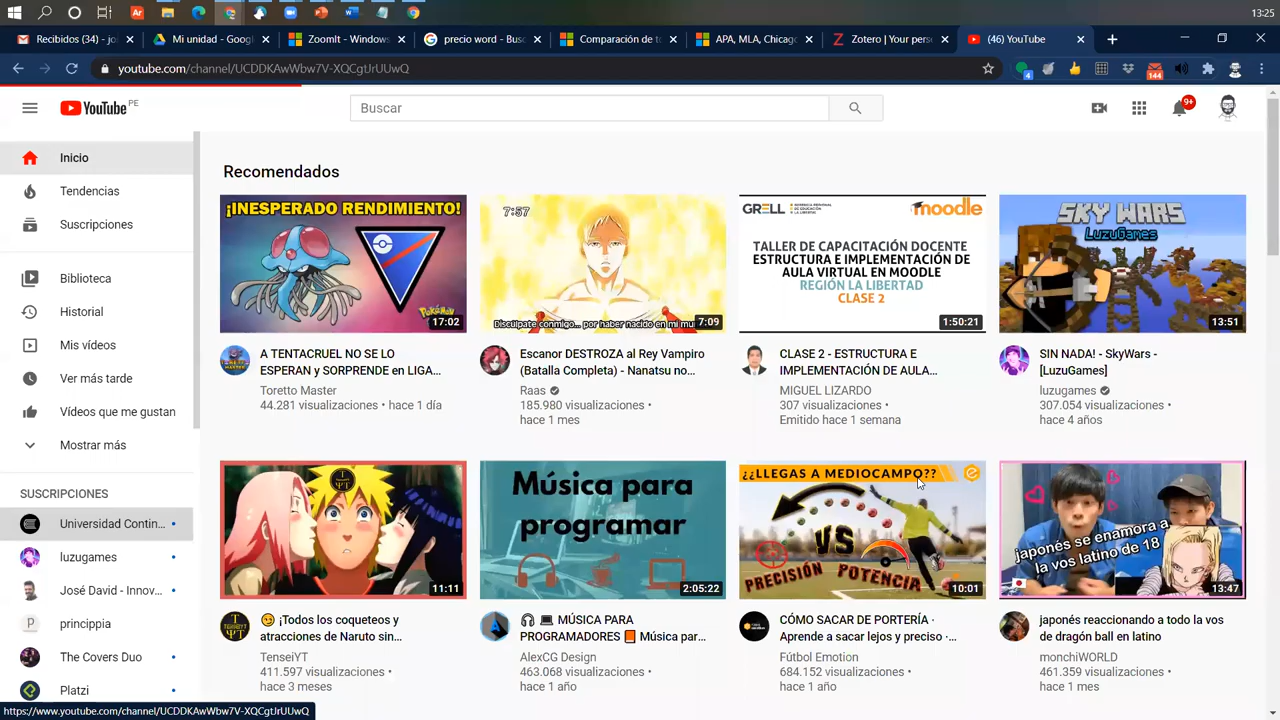 13:25
Recibidos (34) - jo
Mi unidad - Googl
ZoomIt - Windows
precio word - Busc
Comparación de to
APA, MLA, Chicago
Zotero | Your pers
(46) YouTube
youtube.com/channel/UCDDKAwWbw7V-XQCgtJrUUwQ
4
144
YouTube PE
Buscar
9+
Inicio
Tendencias
Suscripciones
Biblioteca
Historial
Mis vídeos
Ver más tarde
Vídeos que me gustan
Mostrar más
SUSCRIPCIONES
Universidad Contin...
luzugames
José David - Innov...
princippia
The Covers Duo
Platzi
Recomendados
¡INESPERADO RENDIMIENTO!
Pokémon
17:02
A TENTACRUEL NO SE LO
ESPERAN y SORPRENDE en LIGA...
Toretto Master
44.281 visualizaciones • hace 1 día
7:57
Discúlpate conmigo... por haber nacido en mi mu
7:09
Escanor DESTROZA al Rey Vampiro
(Batalla Completa) - Nanatsu no...
Raas
185.980 visualizaciones •
hace 1 mes
GRELL
moodle
TALLER DE CAPACITACIÓN DOCENTE
ESTRUCTURA E IMPLEMENTACIÓN DE
AULA VIRTUAL EN MOODLE
REGIÓN LA LIBERTAD
CLASE 2
1:50:21
CLASE 2 - ESTRUCTURA E
IMPLEMENTACIÓN DE AULA...
MIGUEL LIZARDO
307 visualizaciones •
Emitido hace 1 semana
SKY WARS
LuzuGames
13:51
SIN NADA! - SkyWars -
[LuzuGames]
luzugames
307.054 visualizaciones •
hace 4 años
11:11
¡Todos los coqueteos y
atracciones de Naruto sin...
TenseiYT
411.597 visualizaciones •
hace 3 meses
Música para
programar
2:05:22
MÚSICA PARA
PROGRAMADORES Música par...
AlexCG Design
463.068 visualizaciones •
hace 1 año
¿¿LLEGAS A MEDIOCAMPO??
VS
PRECISIÓN POTENCIA
10:01
CÓMO SACAR DE PORTERÍA ·
Aprende a sacar lejos y preciso ·...
Fútbol Emotion
684.152 visualizaciones •
hace 1 año
japonés se enamora a
la vos latino de 18
13:47
japonés reaccionando a todo la vos
de dragón ball en latino
monchiWORLD
461.359 visualizaciones •
hace 1 mes
https://www.youtube.com/channel/UCDDKAwWbw7V-XQCgtJrUUwQ